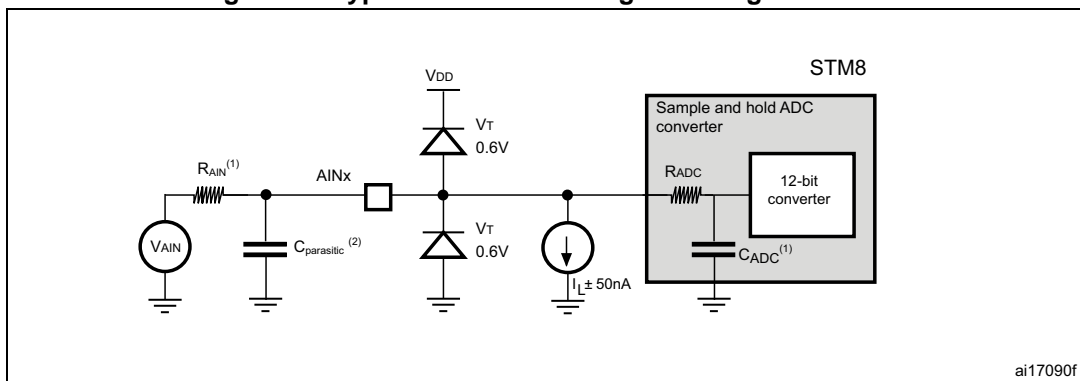 STM8
VDD
Sample and hold ADC
converter
VT
0.6V
RAIN(1)
AINx
RADC
12-bit
converter
VAIN
Cparasitic (2)
VT
0.6V
IL± 50nA
CADC(1)
ai17090f